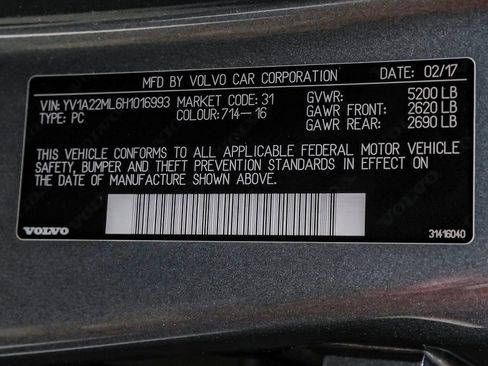 MFD BY VOLVO CAR CORPORATION DATE: 02/17
VIN: YV1A22ML6H1016993 MARKET CODE: 31 GVWR: 5200 LB
TYPE: PC COLOUR: 714-16 GAWR FRONT: 2620 LB
GAWR REAR: 2690 LB
THIS VEHICLE CONFORMS TO ALL APPLICABLE FEDERAL MOTOR VEHICLE
SAFETY, BUMPER AND THEFT PREVENTION STANDARDS IN EFFECT ON
THE DATE OF MANUFACTURE SHOWN ABOVE.
VOLVO 31416040